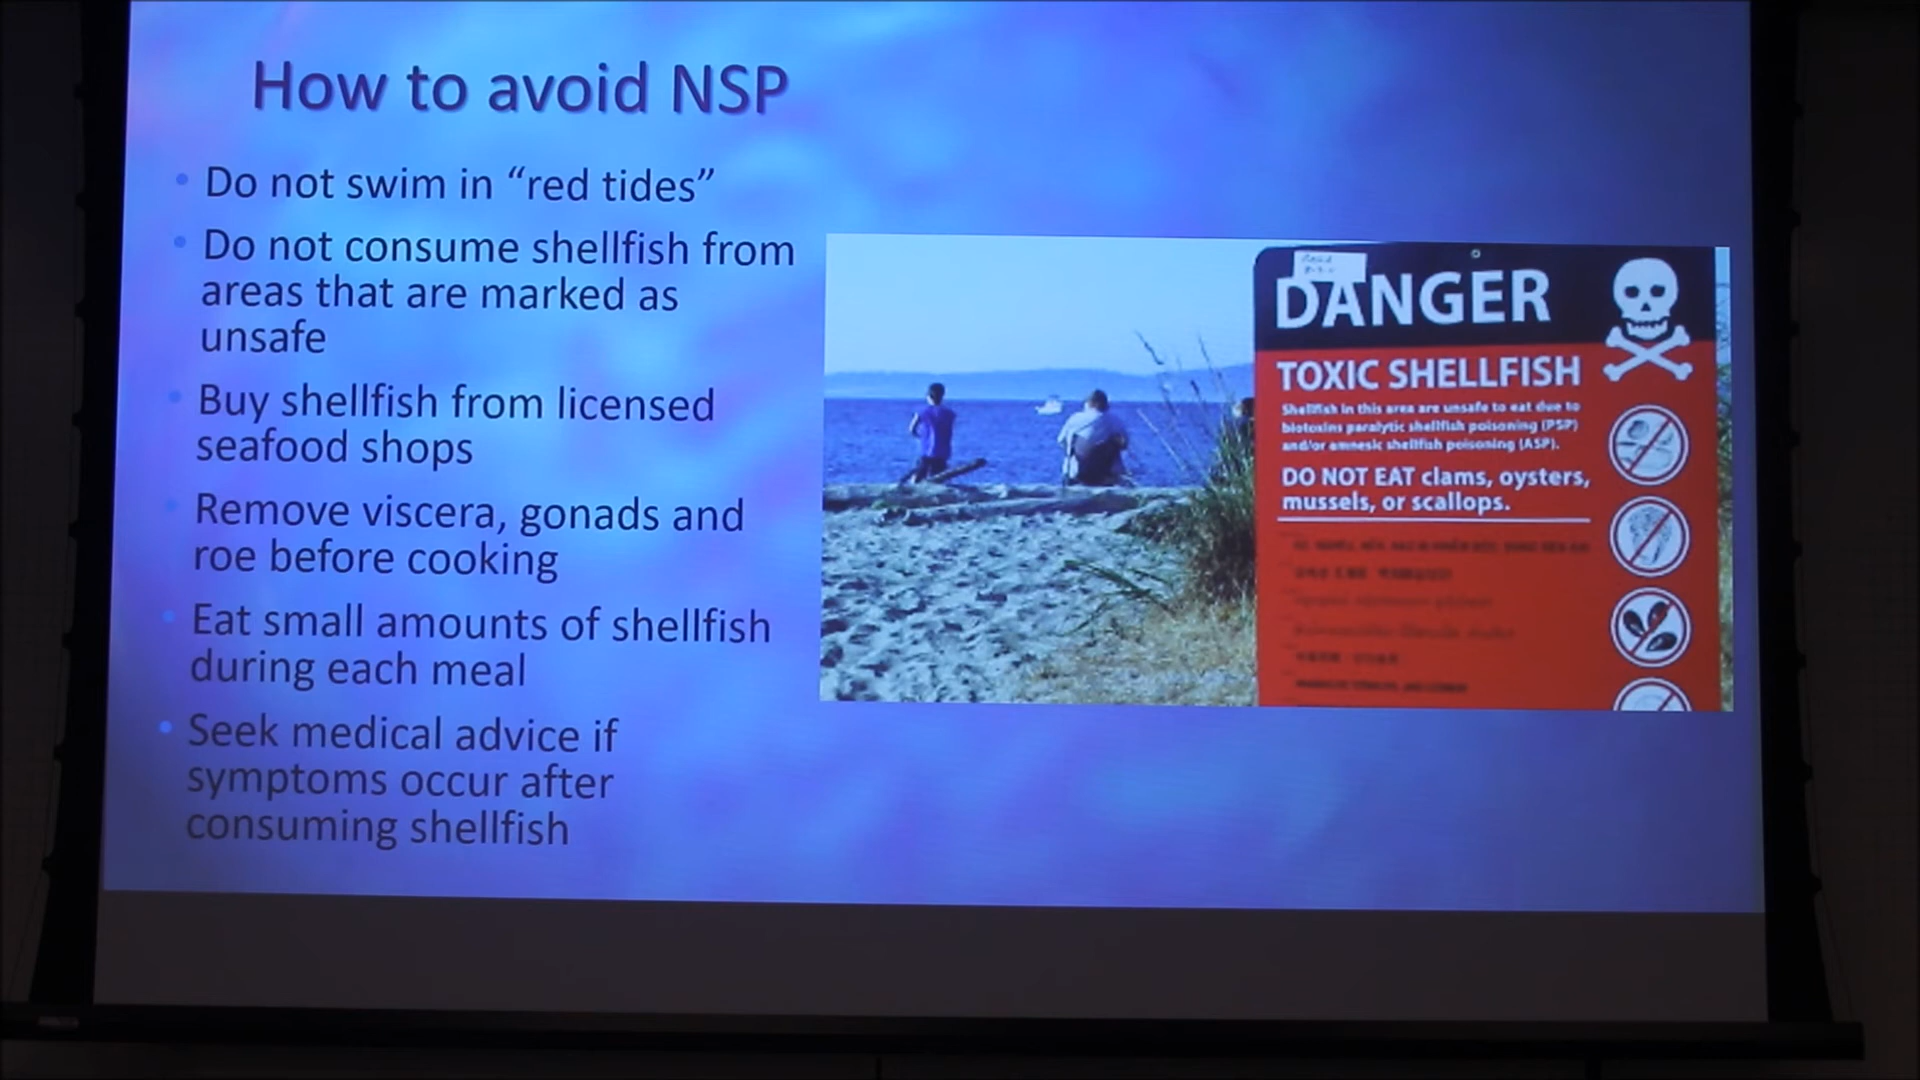 How to avoid NSP
Do not swim in “red tides”
Do not consume shellfish from
areas that are marked as
unsafe
Buy shellfish from licensed
seafood shops
Remove viscera, gonads and
roe before cooking
Eat small amounts of shellfish
during each meal
Seek medical advice if
symptoms occur after
consuming shellfish
DANGER
TOXIC SHELLFISH
Shellfish in this area are unsafe to eat due to
biotoxins paralytic shellfish poisoning (PSP)
and/or amnesic shellfish poisoning (ASP).
DO NOT EAT clams, oysters,
mussels, or scallops.